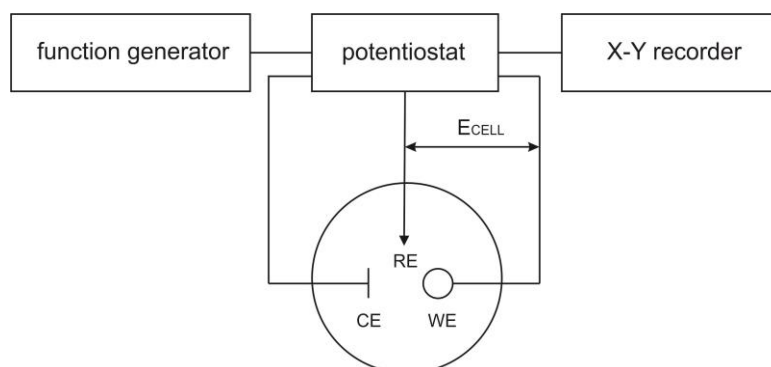 function generator
potentiostat
X-Y recorder
ECELL
RE
CE
WE